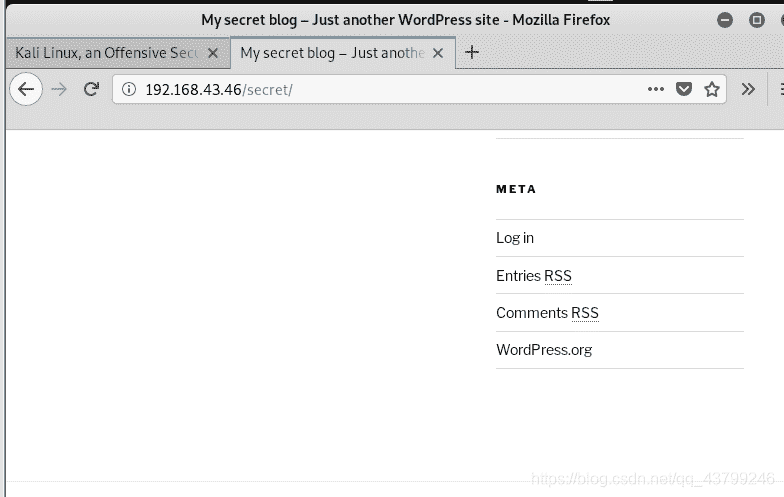 My secret blog – Just another WordPress site - Mozilla Firefox
Kali Linux, an Offensive Secu
My secret blog – Just anothe
192.168.43.46/secret/
META
Log in
Entries RSS
Comments RSS
WordPress.org
https://blog.csdn.net/qq_43799246